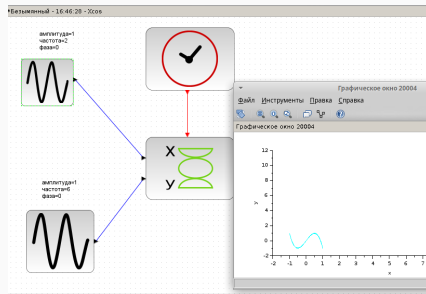 *Безымянный - 16:46:28 - Xcos
амплитуда=1
частота=2
фаза=0
X
У
амплитуда=1
частота=6
фаза=0
Графическое окно 20004
Файл Инструменты Правка Справка
Графическое окно 20004
12
10
8
6
4
2
0
-2
y
-2 -1 0 1 2 3 4 5 6 7
x